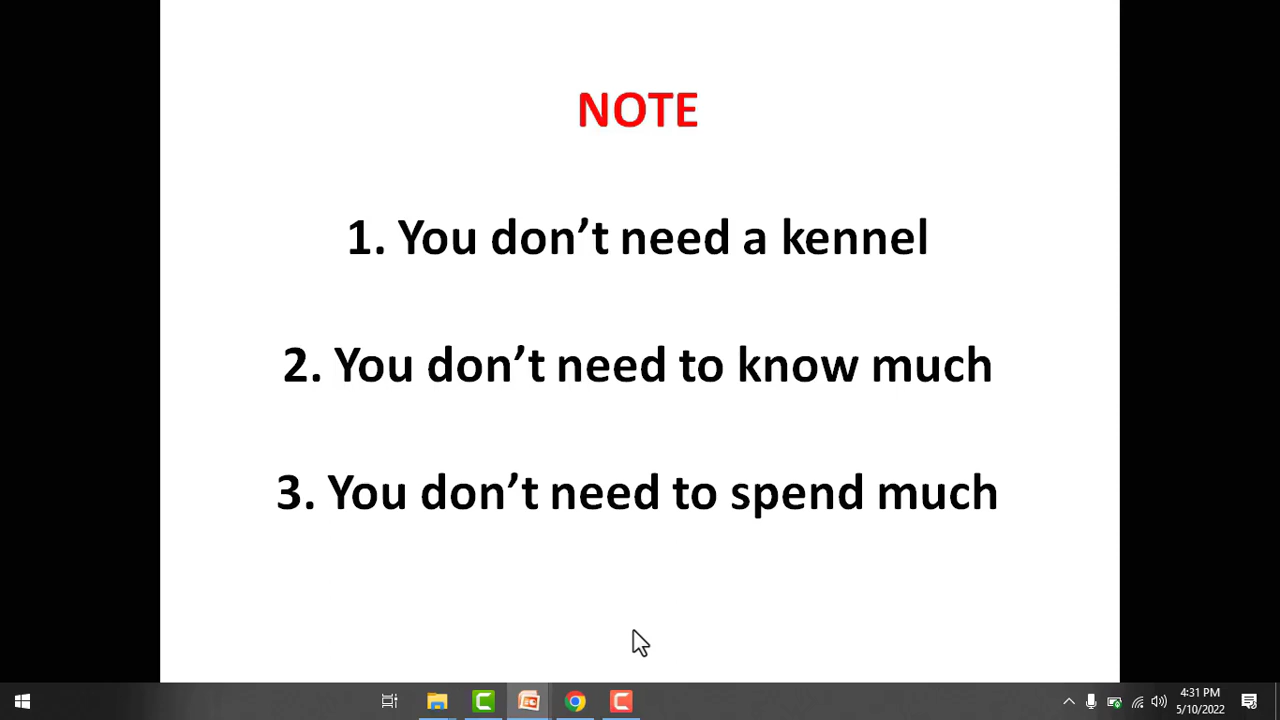 NOTE
1. You don’t need a kennel
2. You don’t need to know much
3. You don’t need to spend much
4:31 PM
5/10/2022